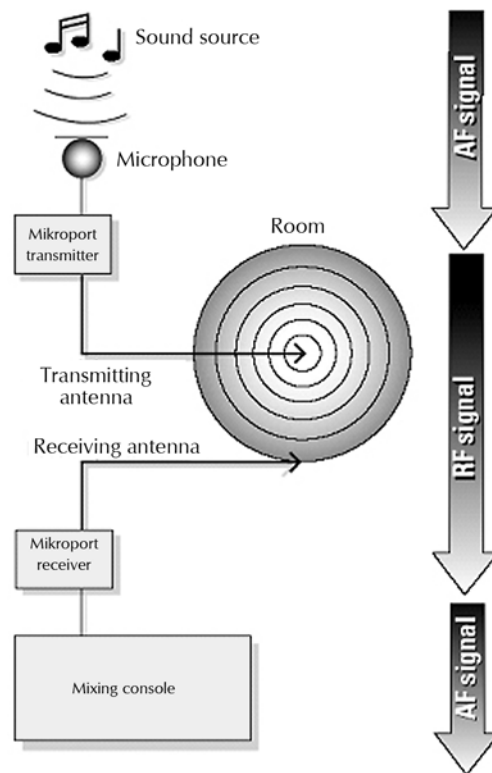 Sound source
AF signal
Microphone
Mikroport
transmitter
Room
Transmitting
antenna
RF signal
Receiving antenna
Mikroport
receiver
Mixing console
AF signal